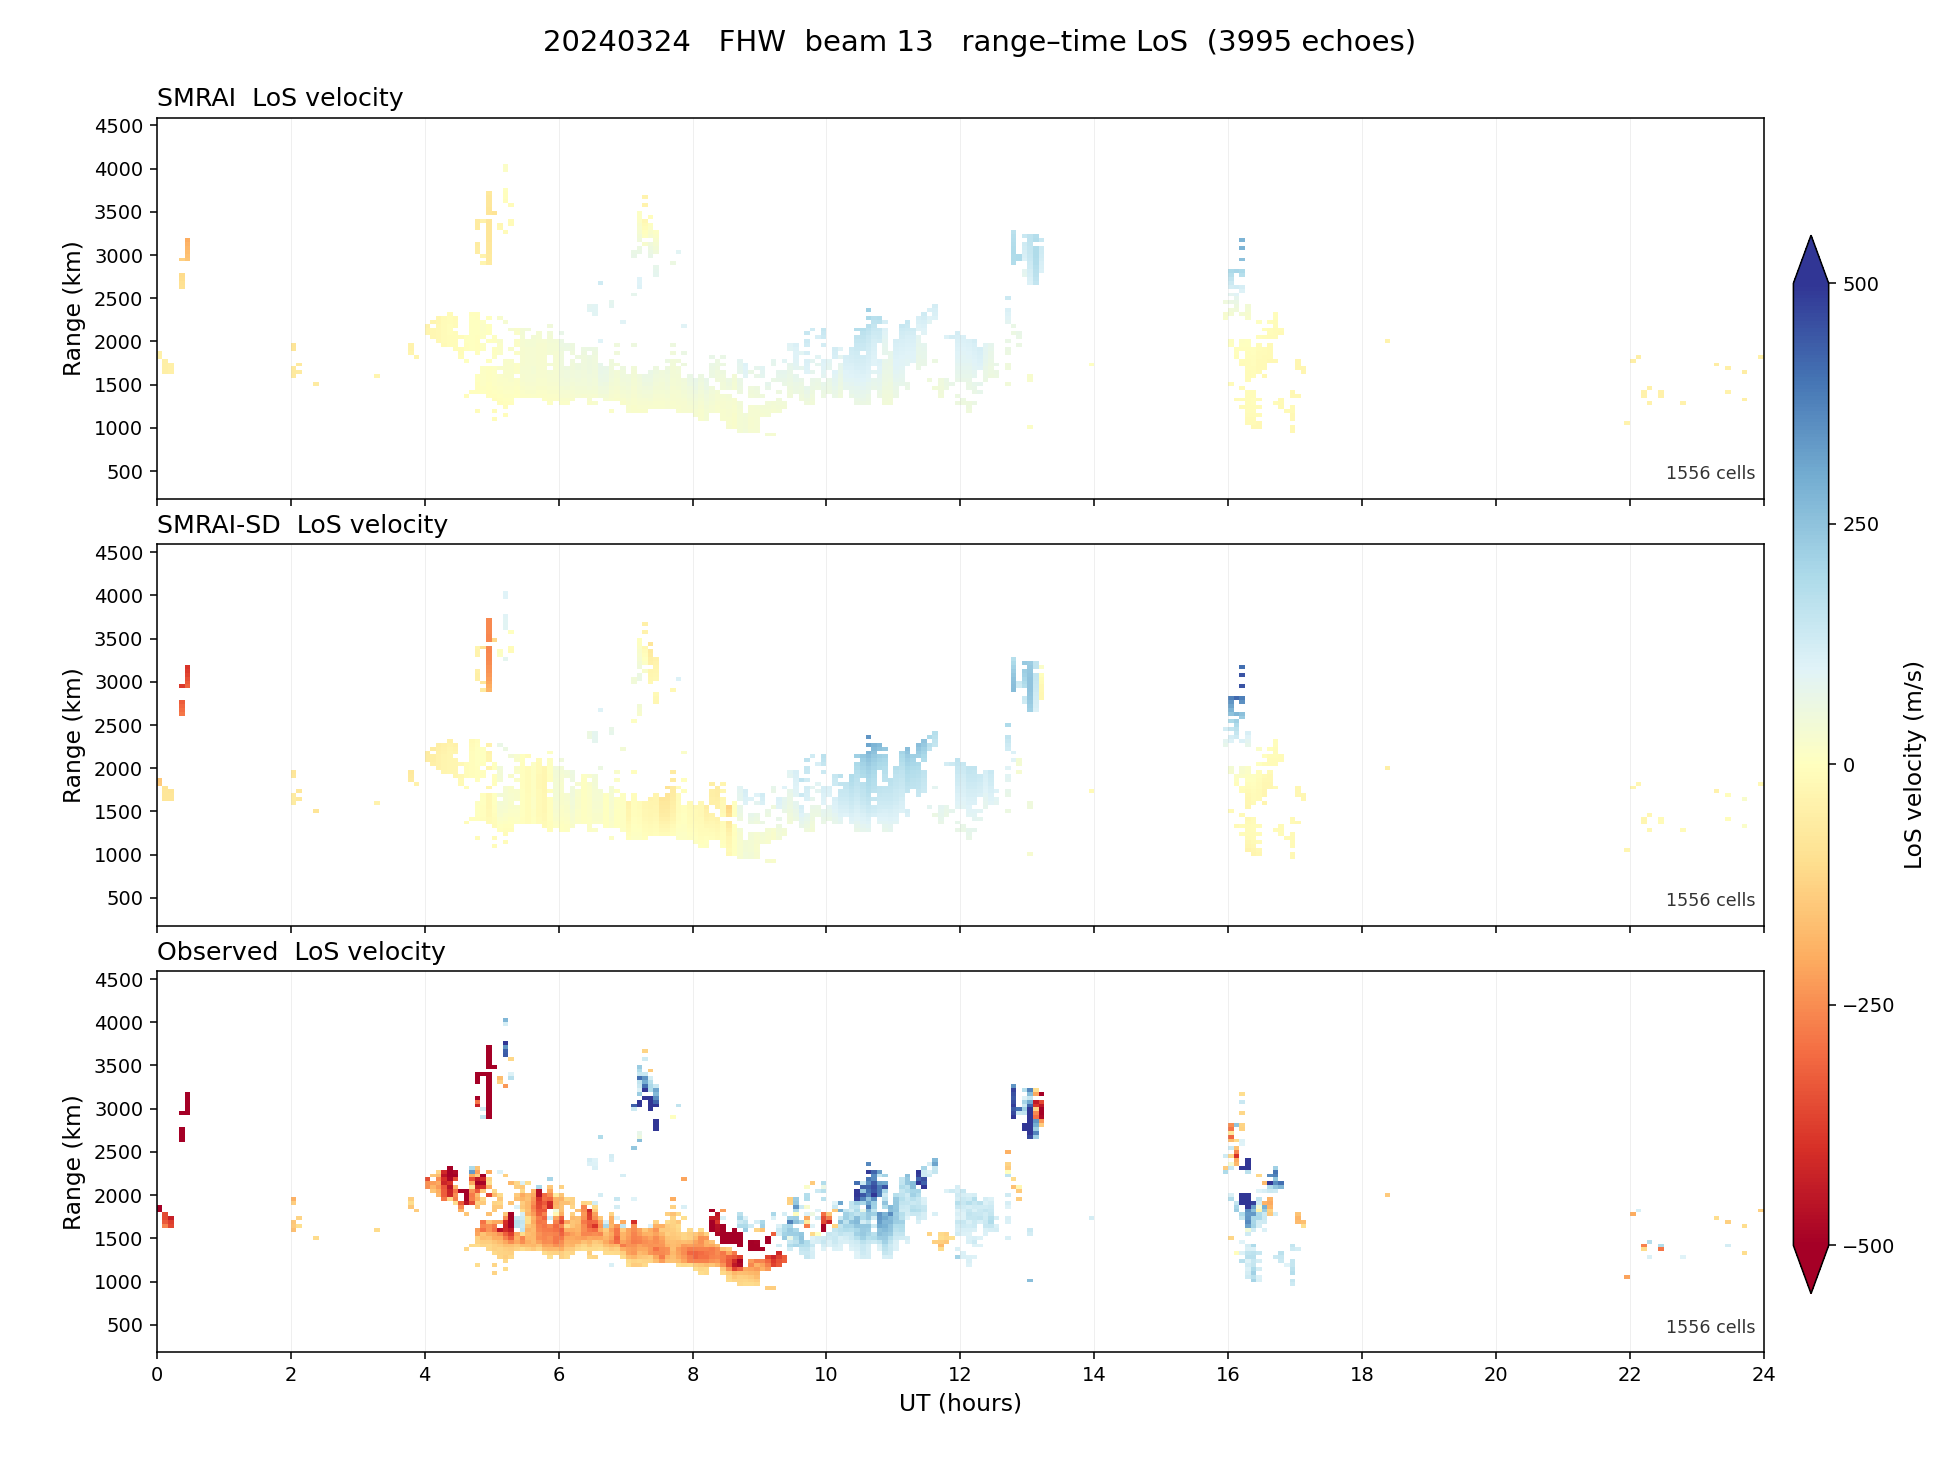 20240324   FHW  beam 13   range–time LoS  (3995 echoes)
SMRAI  LoS velocity
4500
4000
3500
3000
2500
2000
1500
1000
500
Range (km)
1556 cells
SMRAI-SD  LoS velocity
4500
4000
3500
3000
2500
2000
1500
1000
500
Range (km)
1556 cells
Observed  LoS velocity
4500
4000
3500
3000
2500
2000
1500
1000
500
Range (km)
1556 cells
0 2 4 6 8 10 12 14 16 18 20 22 24
UT (hours)
500
250
0
−250
−500
LoS velocity (m/s)